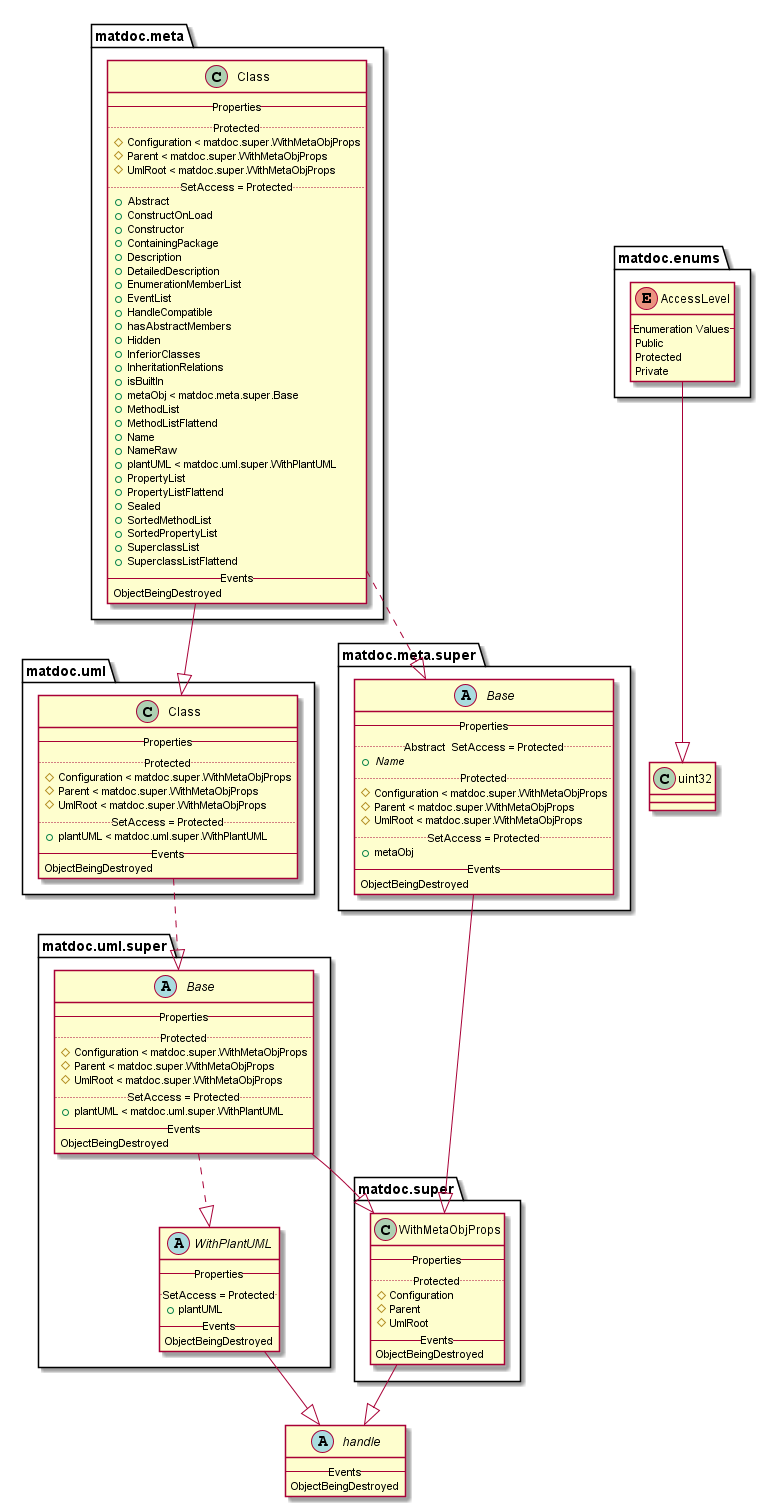 matdoc.meta
C Class
Properties
Protected
Configuration < matdoc.super.WithMetaObjProps
Parent < matdoc.super.WithMetaObjProps
UmlRoot < matdoc.super.WithMetaObjProps
SetAccess = Protected
Abstract
ConstructOnLoad
Constructor
ContainingPackage
Description
DetailedDescription
EnumerationMemberList
EventList
HandleCompatible
hasAbstractMembers
Hidden
InferiorClasses
InheritationRelations
isBuiltIn
metaObj < matdoc.meta.super.Base
MethodList
MethodListFlattend
Name
NameRaw
plantUML < matdoc.uml.super.WithPlantUML
PropertyList
PropertyListFlattend
Sealed
SortedMethodList
SortedPropertyList
SuperclassList
SuperclassListFlattend
Events
ObjectBeingDestroyed
matdoc.enums
E AccessLevel
Enumeration Values
Public
Protected
Private
matdoc.uml
C Class
Properties
Protected
Configuration < matdoc.super.WithMetaObjProps
Parent < matdoc.super.WithMetaObjProps
UmlRoot < matdoc.super.WithMetaObjProps
SetAccess = Protected
plantUML < matdoc.uml.super.WithPlantUML
Events
ObjectBeingDestroyed
matdoc.meta.super
A Base
Properties
Abstract SetAccess = Protected
Name
Protected
Configuration < matdoc.super.WithMetaObjProps
Parent < matdoc.super.WithMetaObjProps
UmlRoot < matdoc.super.WithMetaObjProps
SetAccess = Protected
metaObj
Events
ObjectBeingDestroyed
C uint32
matdoc.uml.super
A Base
Properties
Protected
Configuration < matdoc.super.WithMetaObjProps
Parent < matdoc.super.WithMetaObjProps
UmlRoot < matdoc.super.WithMetaObjProps
SetAccess = Protected
plantUML < matdoc.uml.super.WithPlantUML
Events
ObjectBeingDestroyed
A WithPlantUML
Properties
SetAccess = Protected
plantUML
Events
ObjectBeingDestroyed
matdoc.super
C WithMetaObjProps
Properties
Protected
Configuration
Parent
UmlRoot
Events
ObjectBeingDestroyed
A handle
Events
ObjectBeingDestroyed